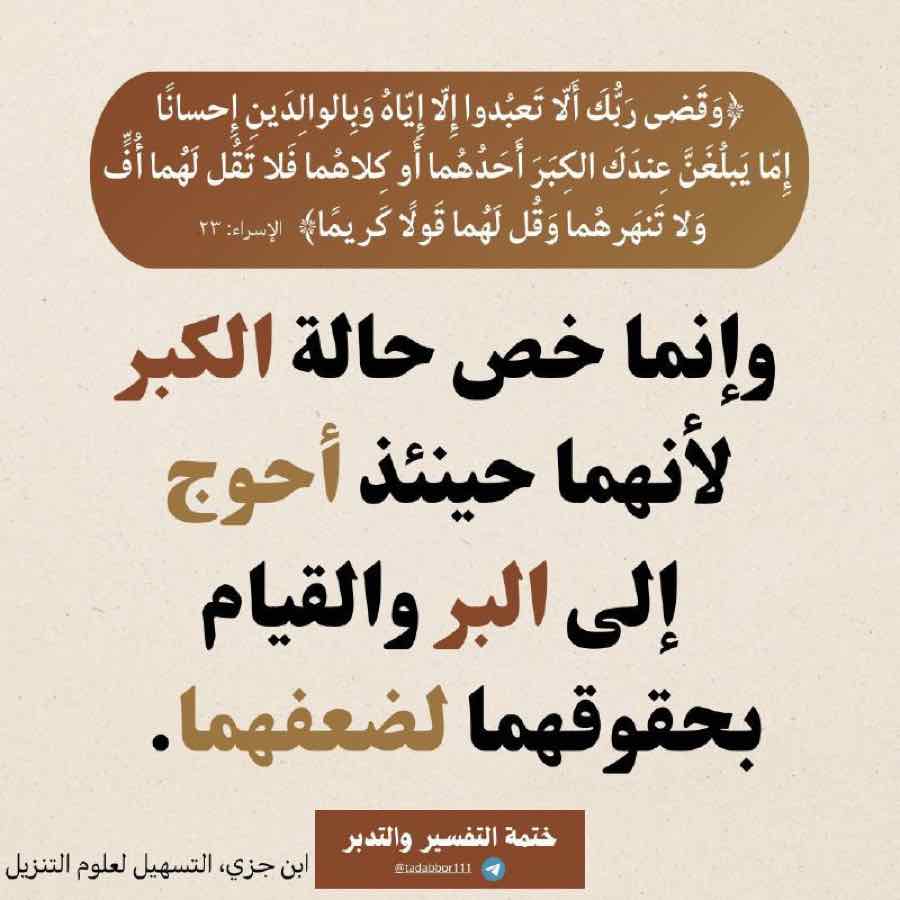 ﴿وَقَضى رَبُّكَ أَلّا تَعبُدوا إِلّا إِيّاهُ وَبِالوالِدَينِ إِحسانًا
إِمّا يَبلُغَنَّ عِندَكَ الكِبَرَ أَحَدُهُما أَو كِلاهُما فَلا تَقُل لَهُما أُفٍّ
وَلا تَنهَرهُما وَقُل لَهُما قَولًا كَريمًا﴾ الإسراء: ٢٣
وإنما خص حالة الكبر
لأنهما حينئذ أحوج
إلى البر والقيام
بحقوقهما لضعفهما.
ختمة التفسير والتدبر
@tadabbor111
ابن جزي، التسهيل لعلوم التنزيل